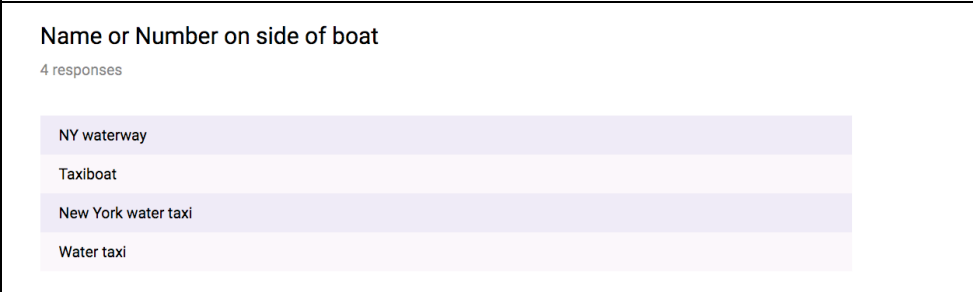 Name or Number on side of boat
4 responses
NY waterway
Taxiboat
New York water taxi
Water taxi